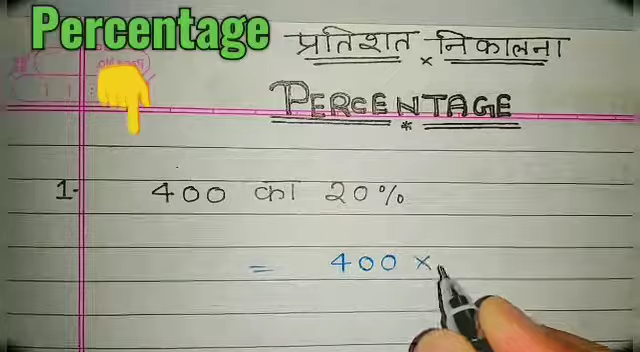 Percentage
प्रतिशत × निकालना
PERCENTAGE
1- 400 का 20%
= 400 ×